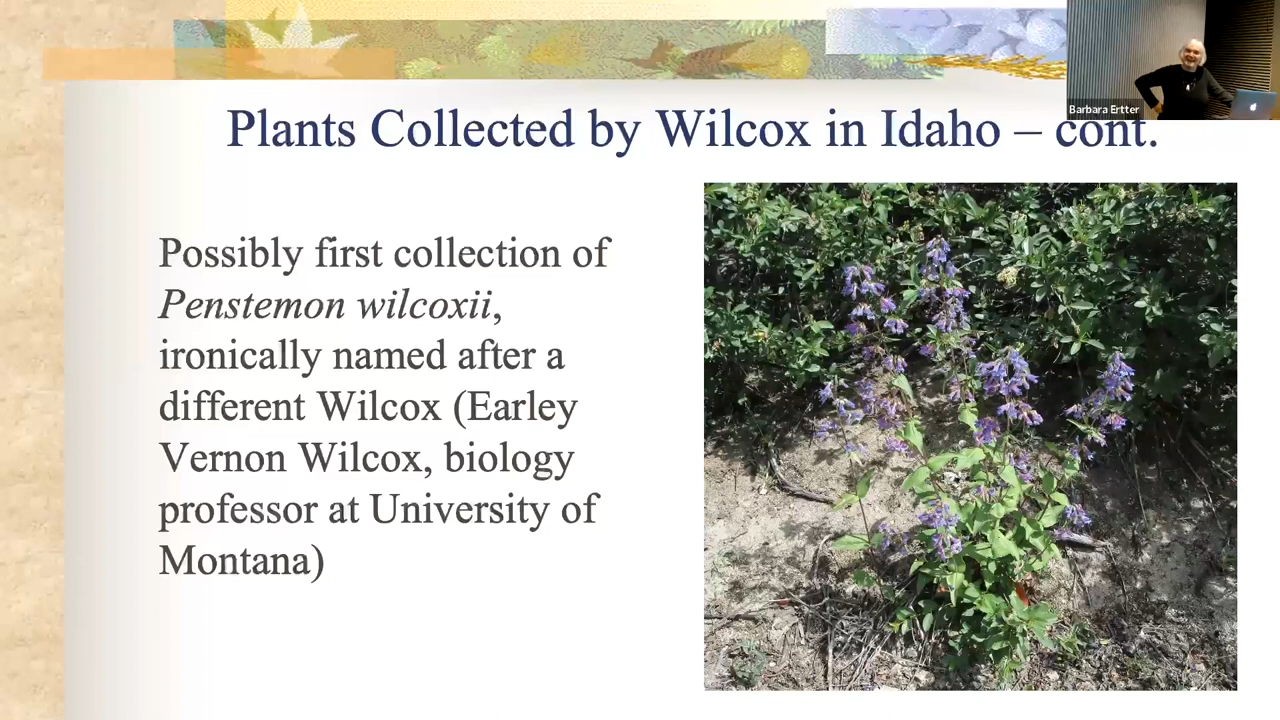 Barbara Ertter
Plants Collected by Wilcox in Idaho – cont.
Possibly first collection of
Penstemon wilcoxii,
ironically named after a
different Wilcox (Earley
Vernon Wilcox, biology
professor at University of
Montana)